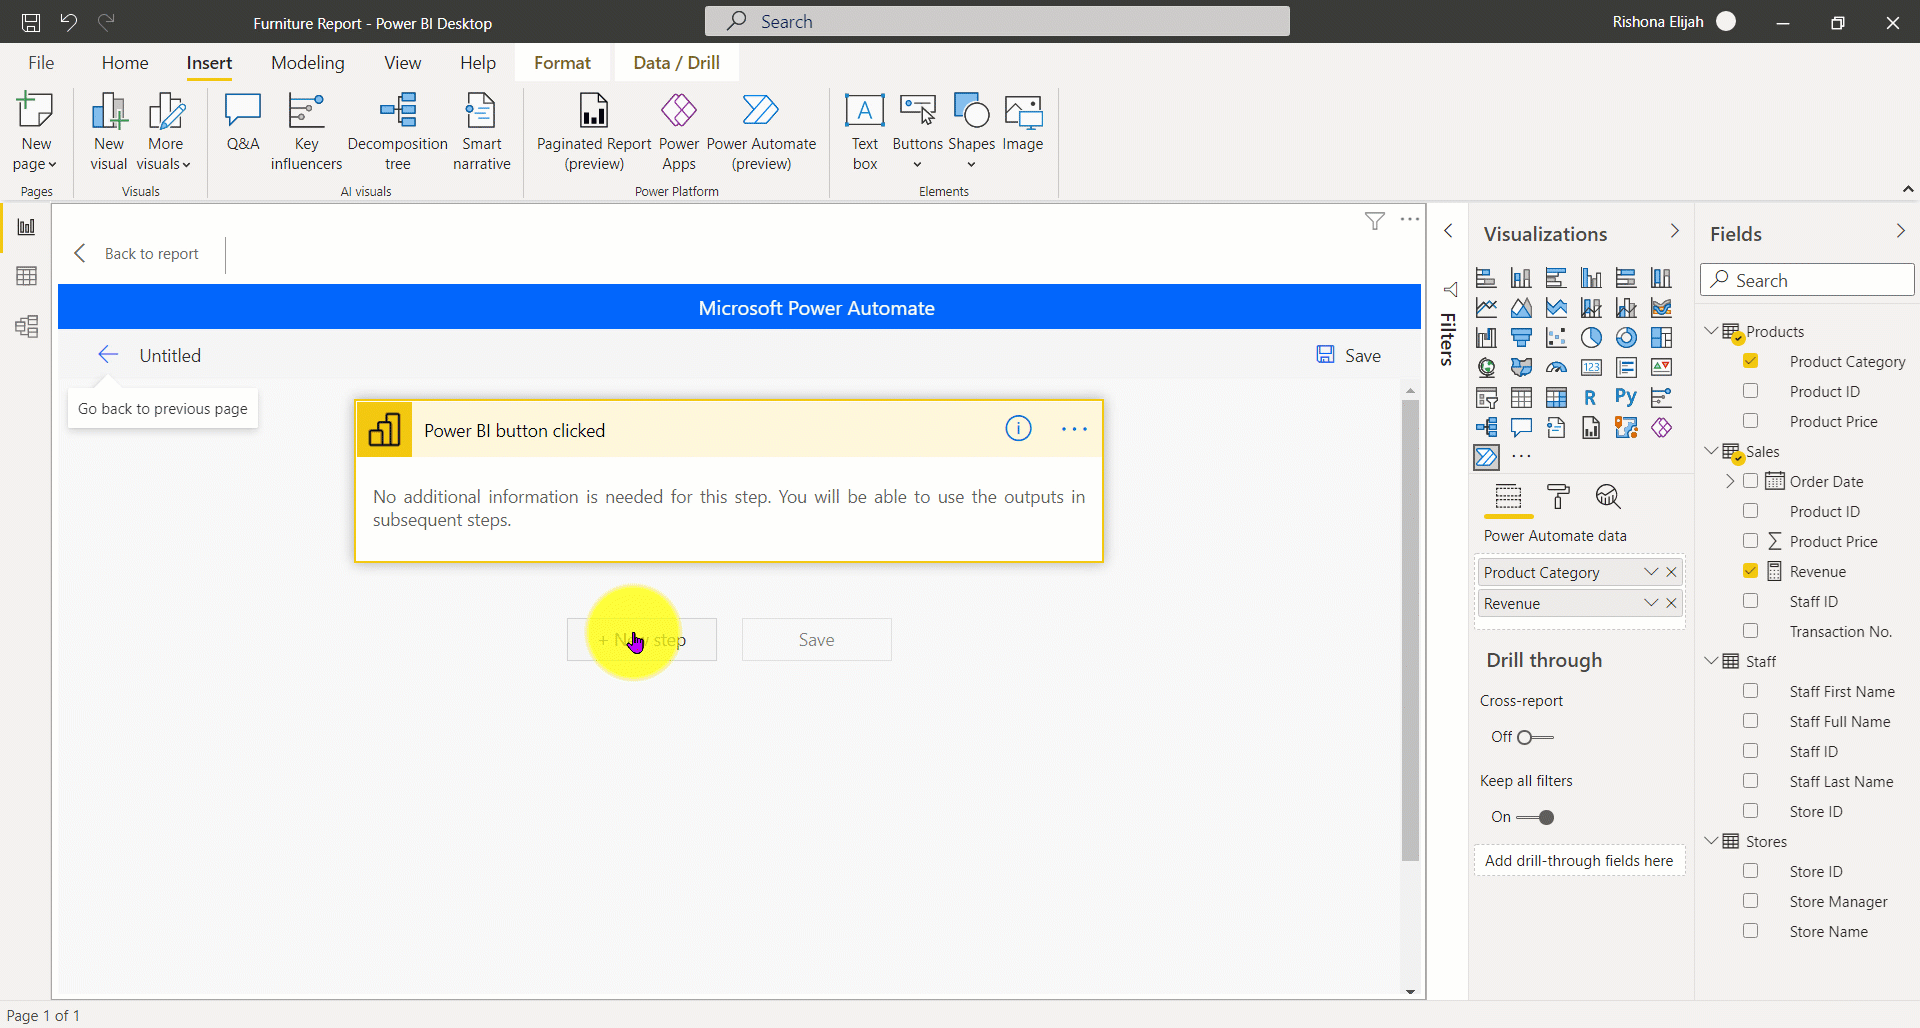 Furniture Report - Power BI Desktop
Search
Rishona Elijah
File Home Insert Modeling View Help Format Data / Drill
New page
New visual
More visuals
Q&A
Key influencers
Decomposition tree
Smart narrative
Paginated Report (preview)
Power Apps
Power Automate (preview)
Text box
Buttons
Shapes
Image
Pages
Visuals
AI visuals
Power Platform
Elements
Back to report
Microsoft Power Automate
Untitled
Save
Go back to previous page
Power BI button clicked
No additional information is needed for this step. You will be able to use the outputs in
subsequent steps.
+ New step
Save
Filters
Visualizations
123
R
Py
Power Automate data
Product Category
Revenue
Drill through
Cross-report
Off
Keep all filters
On
Add drill-through fields here
Fields
Search
Products
Product Category
Product ID
Product Price
Sales
Order Date
Product ID
Product Price
Revenue
Staff ID
Transaction No.
Staff
Staff First Name
Staff Full Name
Staff ID
Staff Last Name
Store ID
Stores
Store ID
Store Manager
Store Name
Page 1 of 1